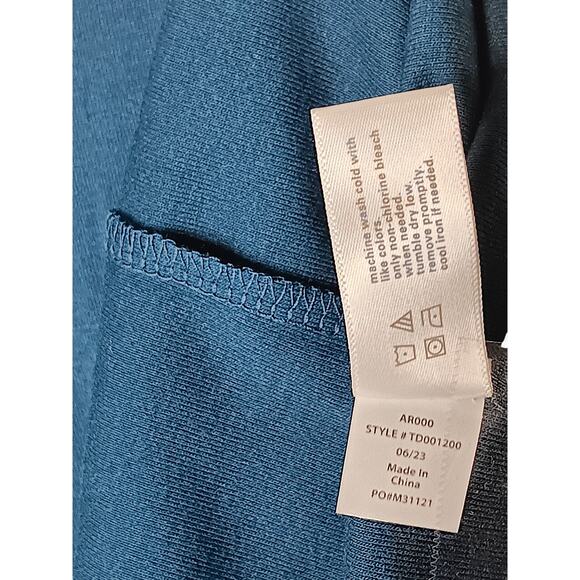 machine wash cold with
like colors.
only non-chlorine bleach
when needed.
tumble dry low.
remove promptly.
cool iron if needed.
AR000
STYLE # TD001200
06/23
Made In
China
PO#M31121